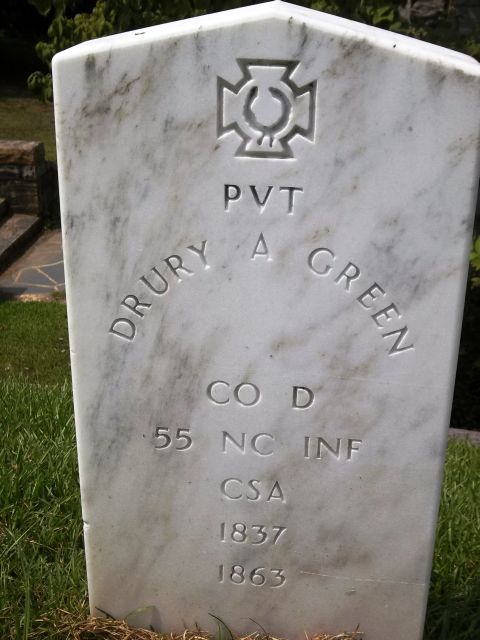 PVT
DRURY A GREEN
CO D
55 NC INF
CSA
1837
1863